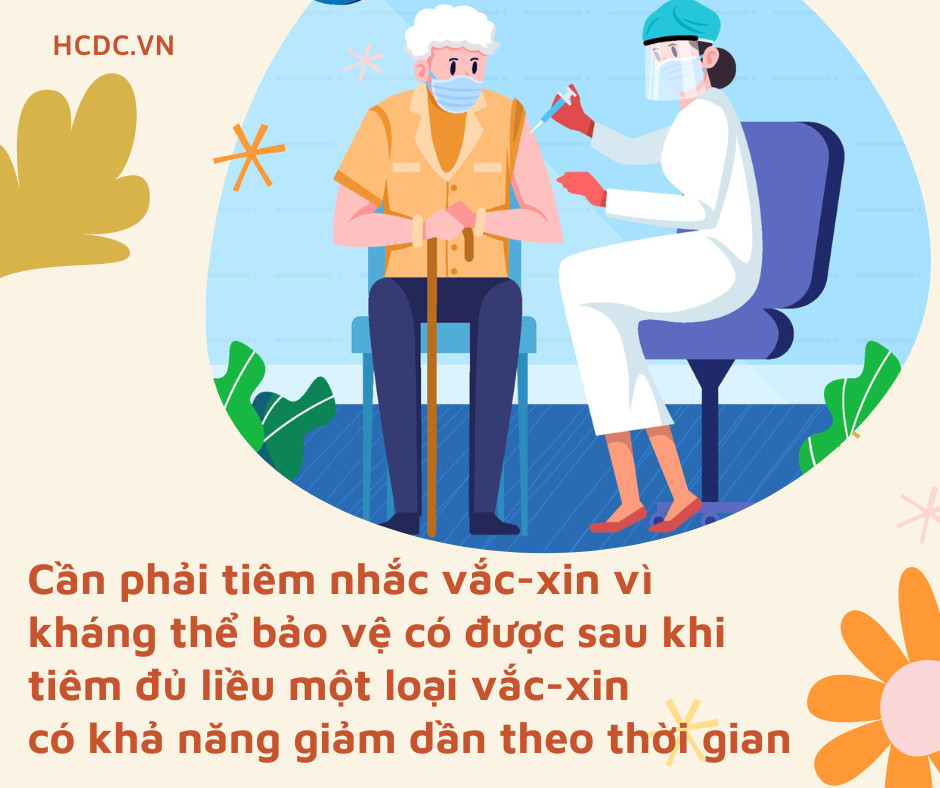 HCDC.VN
Cần phải tiêm nhắc vắc-xin vì
kháng thể bảo vệ có được sau khi
tiêm đủ liều một loại vắc-xin
có khả năng giảm dần theo thời gian